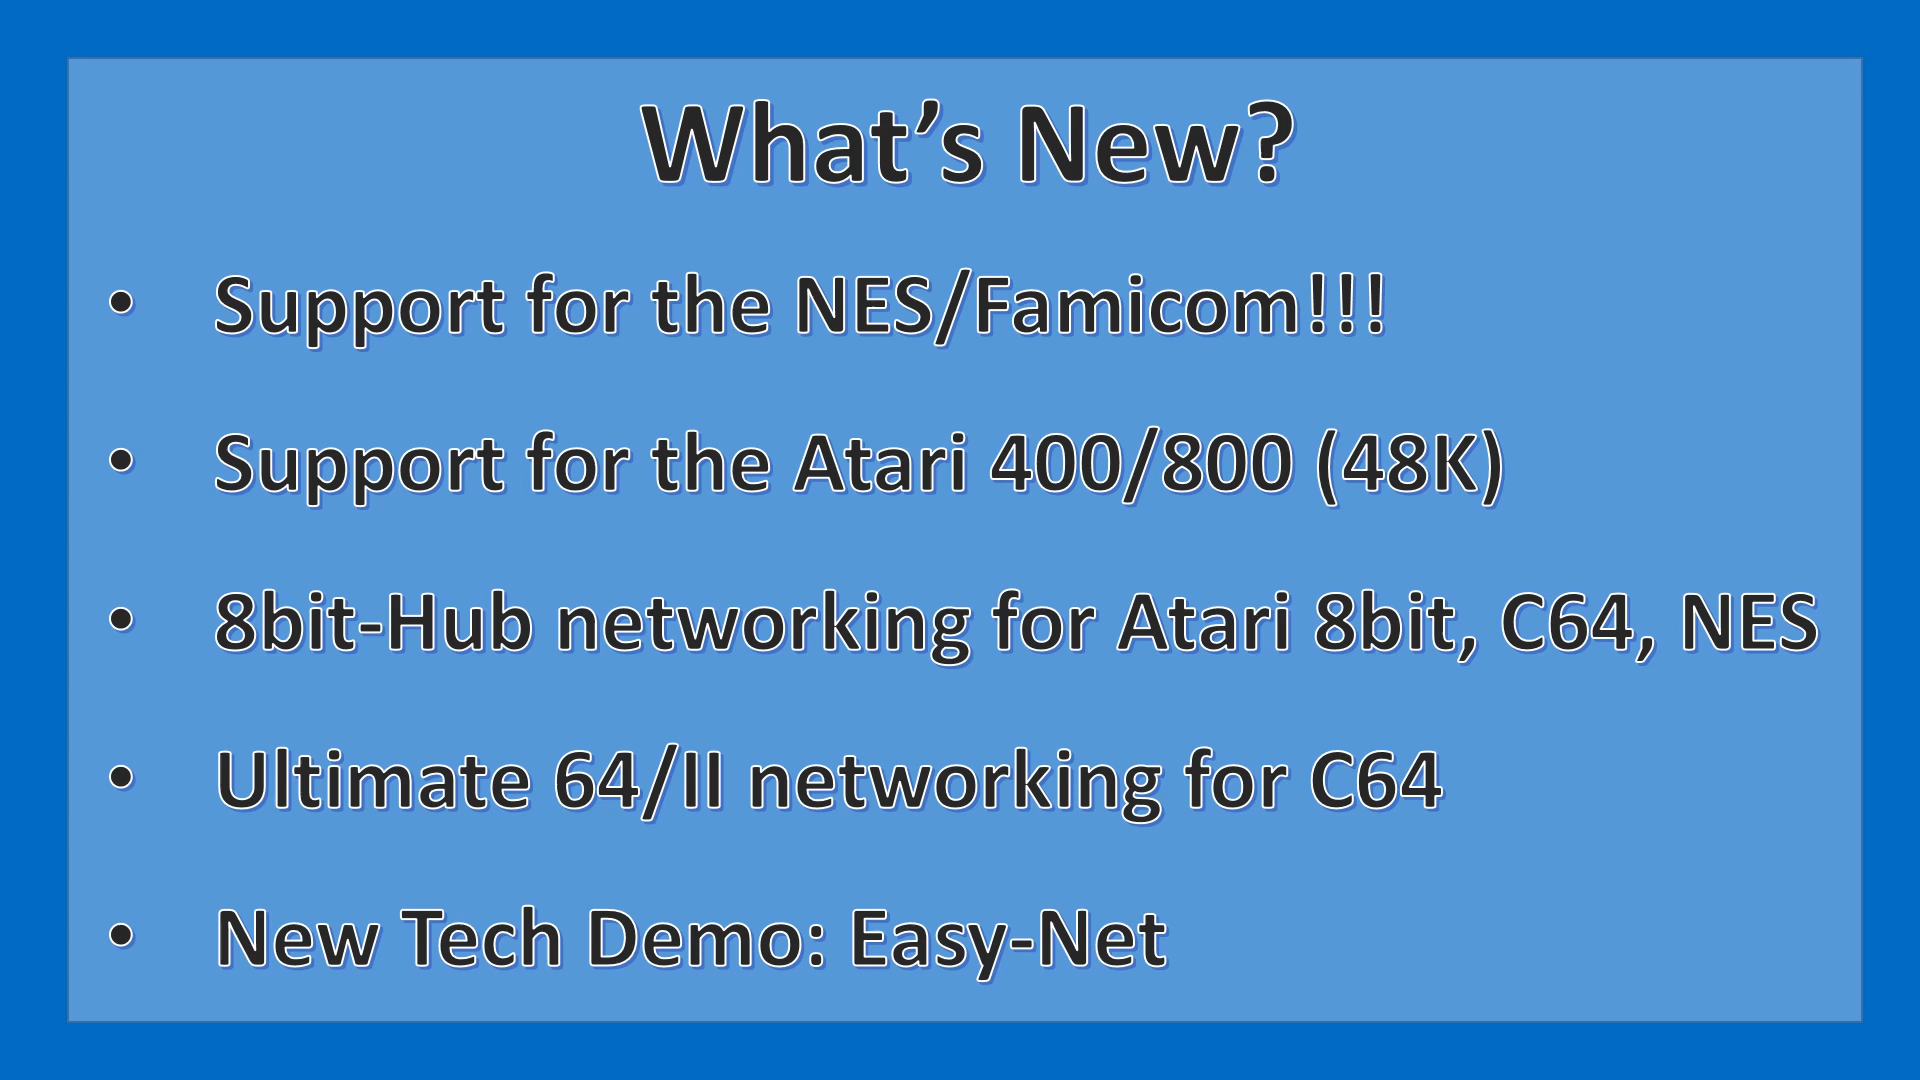 What’s New?
• Support for the NES/Famicom!!!
• Support for the Atari 400/800 (48K)
• 8bit-Hub networking for Atari 8bit, C64, NES
• Ultimate 64/II networking for C64
• New Tech Demo: Easy-Net